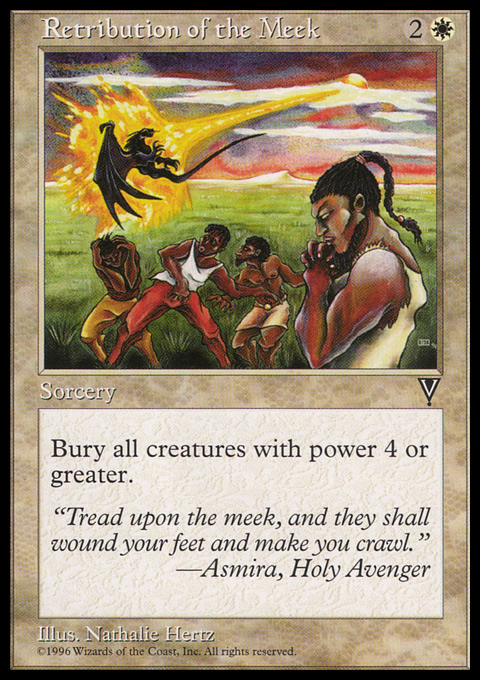 Retribution of the Meek 2
Sorcery
Bury all creatures with power 4 or
greater.
“Tread upon the meek, and they shall
wound your feet and make you crawl.”
—Asmira, Holy Avenger
Illus. Nathalie Hertz
©1996 Wizards of the Coast, Inc. All rights reserved.